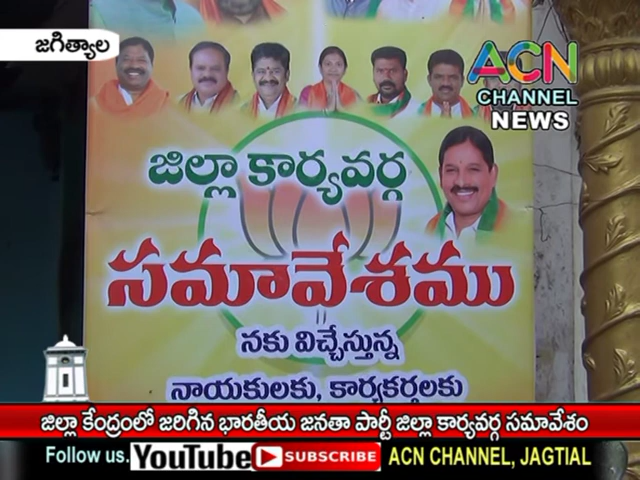 జగిత్యాల
ACN
CHANNEL
NEWS
జిల్లా కార్యవర్గ
సమావేశము
నకు విచ్చేస్తున్న
నాయకులకు, కార్యకర్తలకు
జిల్లా కేంద్రంలో జరిగిన భారతీయ జనతా పార్టీ జిల్లా కార్యవర్గ సమావేశం
Follow us. YouTube SUBSCRIBE ACN CHANNEL, JAGTIAL